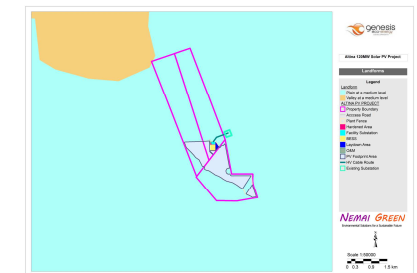 genesis
Altina 120MW Solar PV Project
Landforms
Legend
Landform
Plain at a medium level
Valley at a medium level
ALTINA PV PROJECT
Property Boundary
Access Road
Plant Fence
Hardened Area
Facility Substation
BESS
Laydown Area
O&M
PV Footprint Area
HV Cable Route
Existing Substation
NEMAI GREEN
Environmental Solutions for a Sustainable Future
Scale 1:50000
0 0.3 0.9 1.5 km